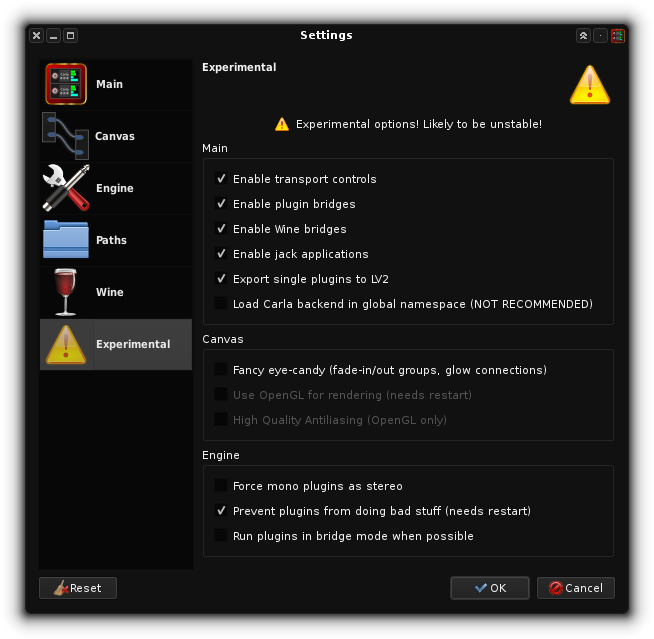 Settings
Main
Canvas
Engine
Paths
Wine
Experimental
Experimental
Experimental options! Likely to be unstable!
Main
Enable transport controls
Enable plugin bridges
Enable Wine bridges
Enable jack applications
Export single plugins to LV2
Load Carla backend in global namespace (NOT RECOMMENDED)
Canvas
Fancy eye-candy (fade-in/out groups, glow connections)
Use OpenGL for rendering (needs restart)
High Quality Antiliasing (OpenGL only)
Engine
Force mono plugins as stereo
Prevent plugins from doing bad stuff (needs restart)
Run plugins in bridge mode when possible
Reset
OK
Cancel